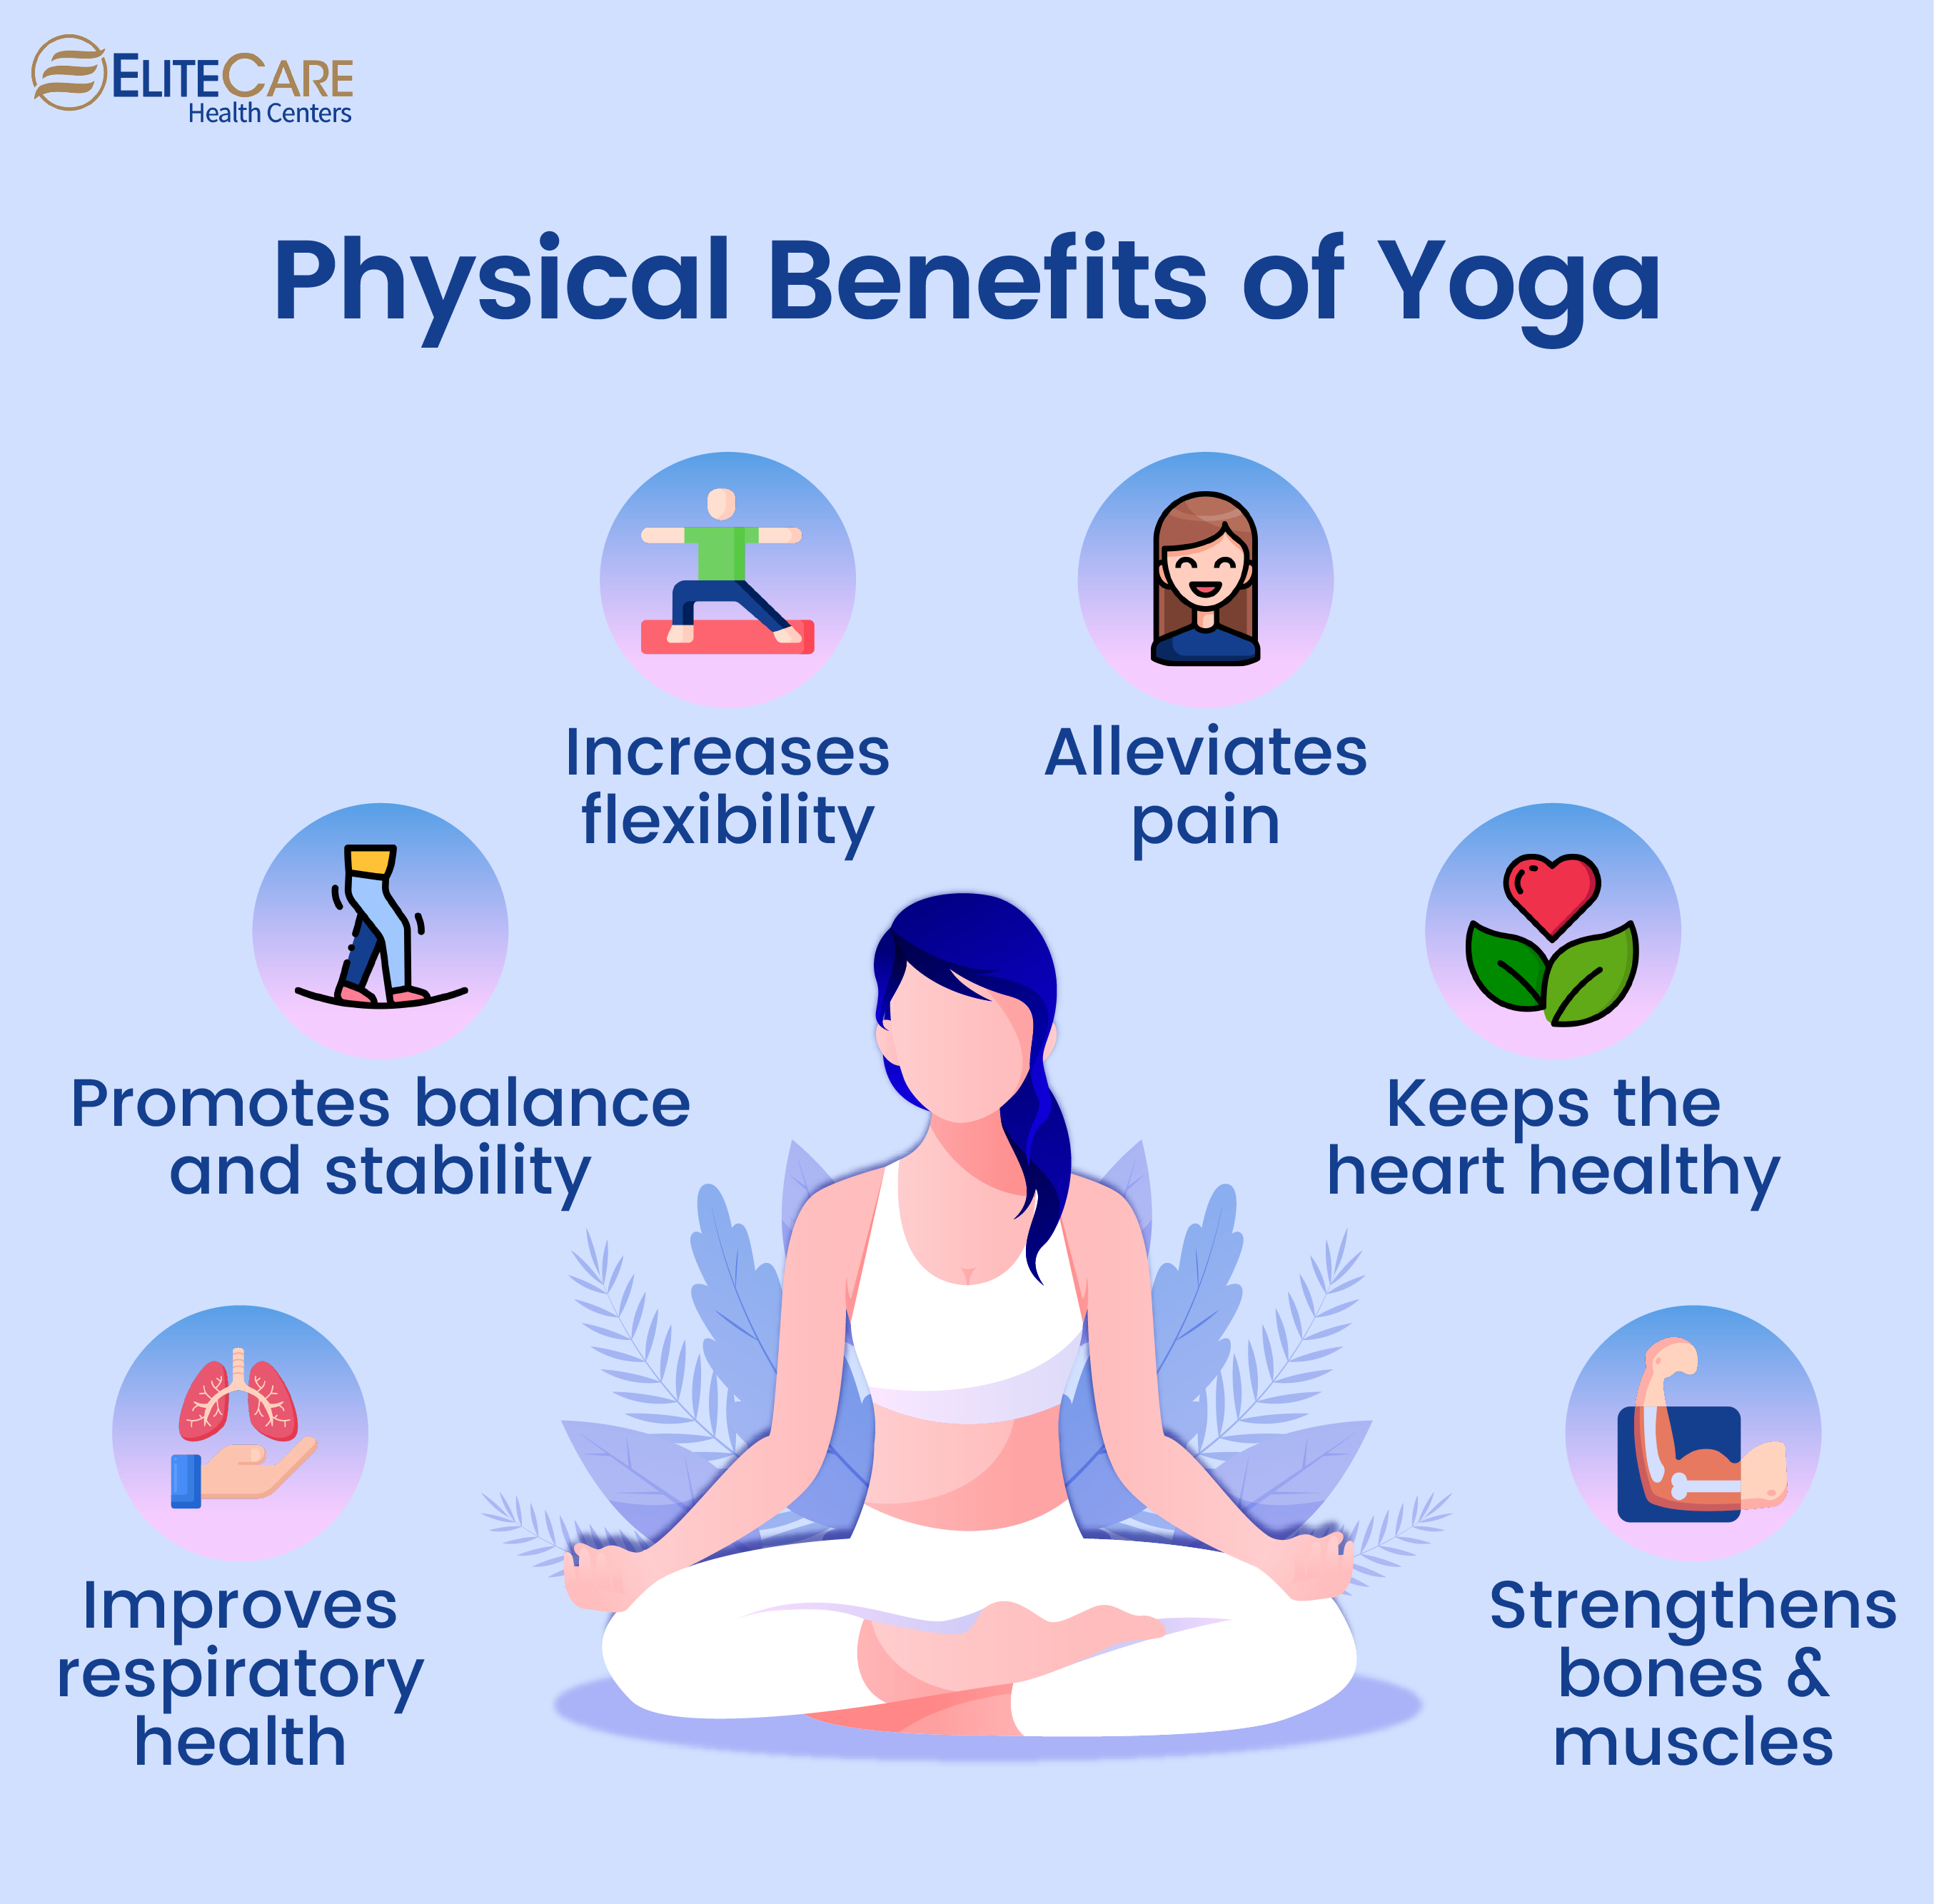 ELITECARE
Health Centers
Physical Benefits of Yoga
Increases
flexibility
Alleviates
pain
Promotes balance
and stability
Keeps the
heart healthy
Improves
respiratory
health
Strengthens
bones &
muscles